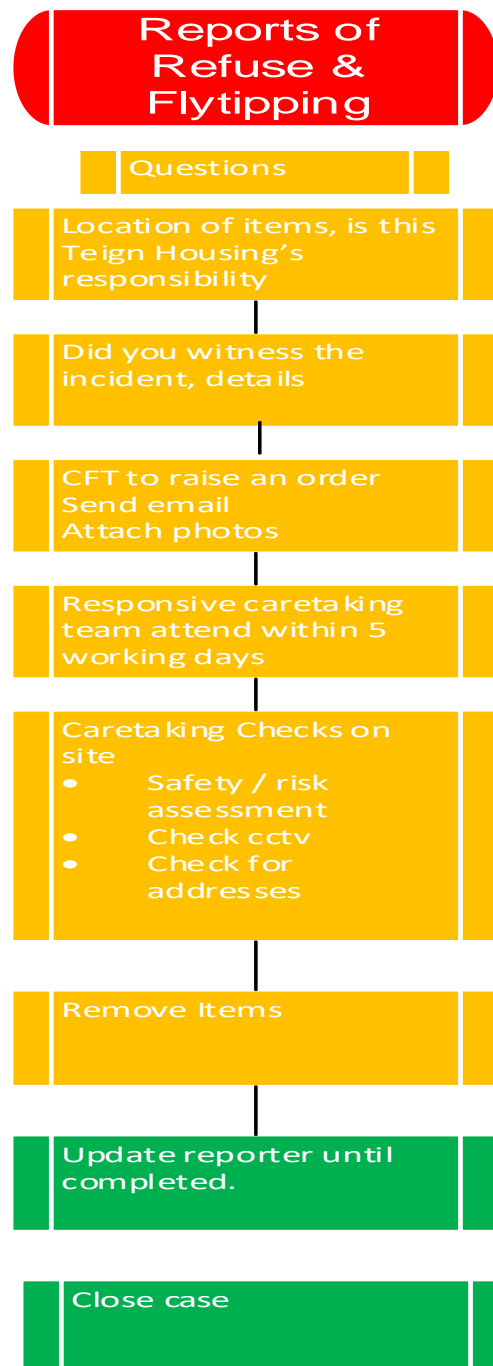 Reports of
Refuse &
Flytipping
Questions
Location of items, is this
Teign Housing's
responsibility
Did you witness the
incident, details
CFT to raise an order
Send email
Attach photos
Responsive caretaking
team attend within 5
working days
Caretaking Checks on
site
• Safety / risk
assessment
• Check cctv
• Check for
addresses
Remove Items
Update reporter until
completed.
Close case